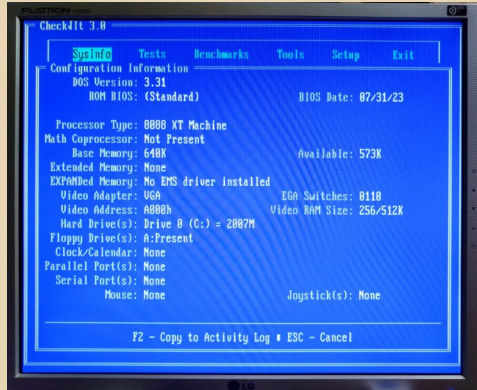 FLATRON
Check√It 3.0
SysInfo Tests Benchmarks Tools Setup Exit
Configuration Information
DOS Version: 3.31
ROM BIOS: (Standard) BIOS Date: 07/31/23
Processor Type: 8088 XT Machine
Math Coprocessor: Not Present
Base Memory: 640K Available: 573K
Extended Memory: None
EXPANDed Memory: No EMS driver installed
Video Adapter: VGA EGA Switches: 0110
Video Address: A000h Video RAM Size: 256/512K
Hard Drive(s): Drive 0 (C:) = 2007M
Floppy Drive(s): A:Present
Clock/Calendar: None
Parallel Port(s): None
Serial Port(s): None
Mouse: None Joystick(s): None
F2 - Copy to Activity Log ∎ ESC - Cancel
LG